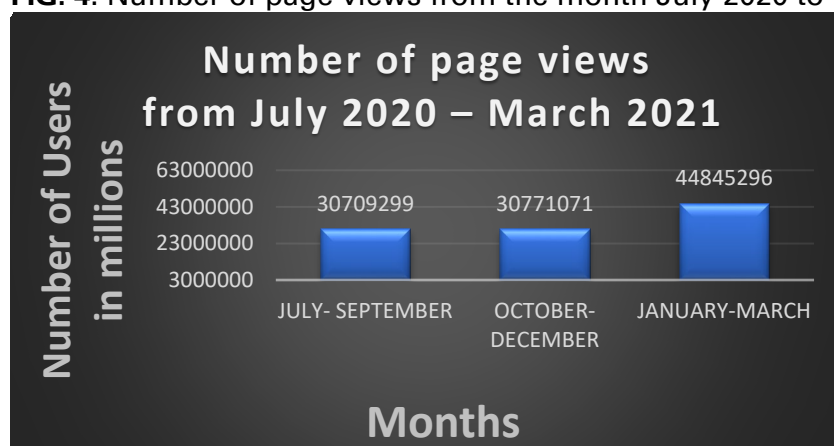 FIG. 4. Number of page views from the month July 2020 to
Number of page views
from July 2020 – March 2021
Number of Users
in millions
63000000
43000000
23000000
3000000
30709299
30771071
44845296
JULY- SEPTEMBER
OCTOBER-
DECEMBER
JANUARY-MARCH
Months